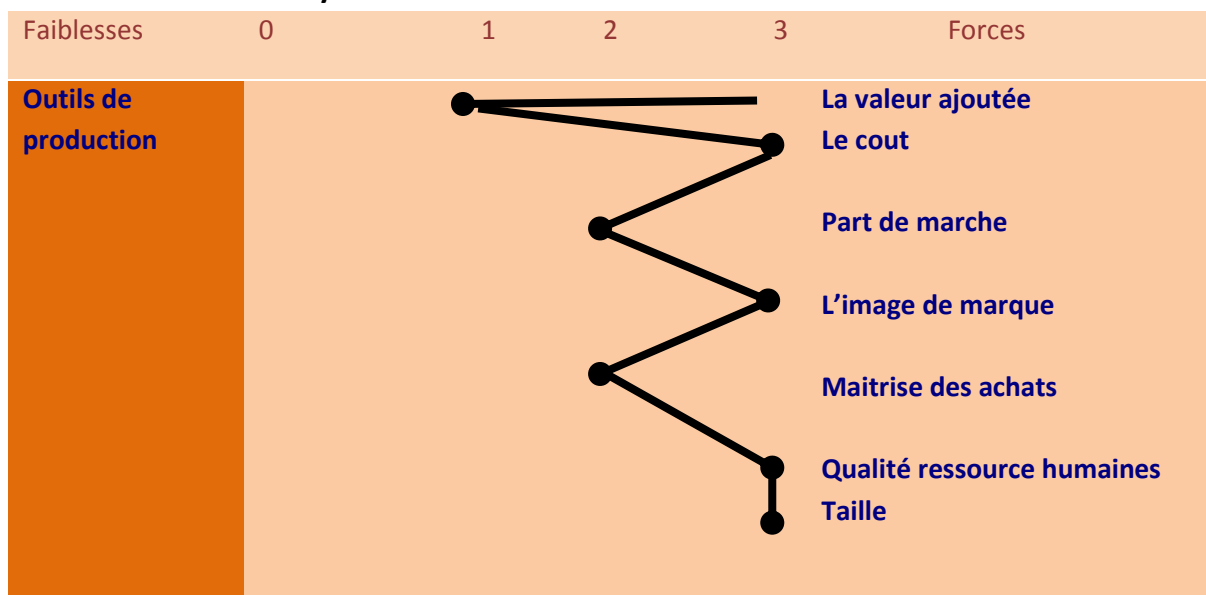 Faiblesses 0 1 2 3 Forces
Outils de La valeur ajoutée
production Le cout
Part de marche
L’image de marque
Maitrise des achats
Qualité ressource humaines
Taille